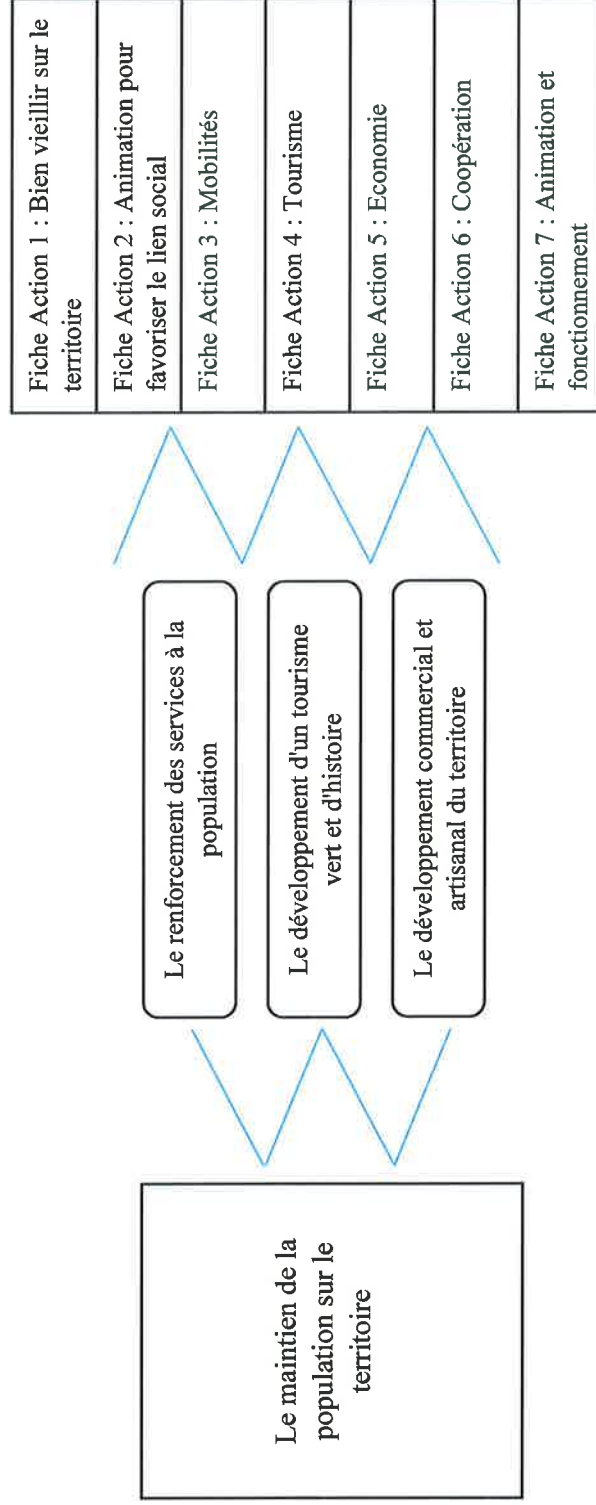 Le maintien de la
population sur le
territoire
Le renforcement des services à la
population
Le développement d'un tourisme
vert et d'histoire
Le développement commercial et
artisanal du territoire
Fiche Action 1 : Bien vieillir sur le
territoire
Fiche Action 2 : Animation pour
favoriser le lien social
Fiche Action 3 : Mobilités
Fiche Action 4 : Tourisme
Fiche Action 5 : Economie
Fiche Action 6 : Coopération
Fiche Action 7 : Animation et
fonctionnement